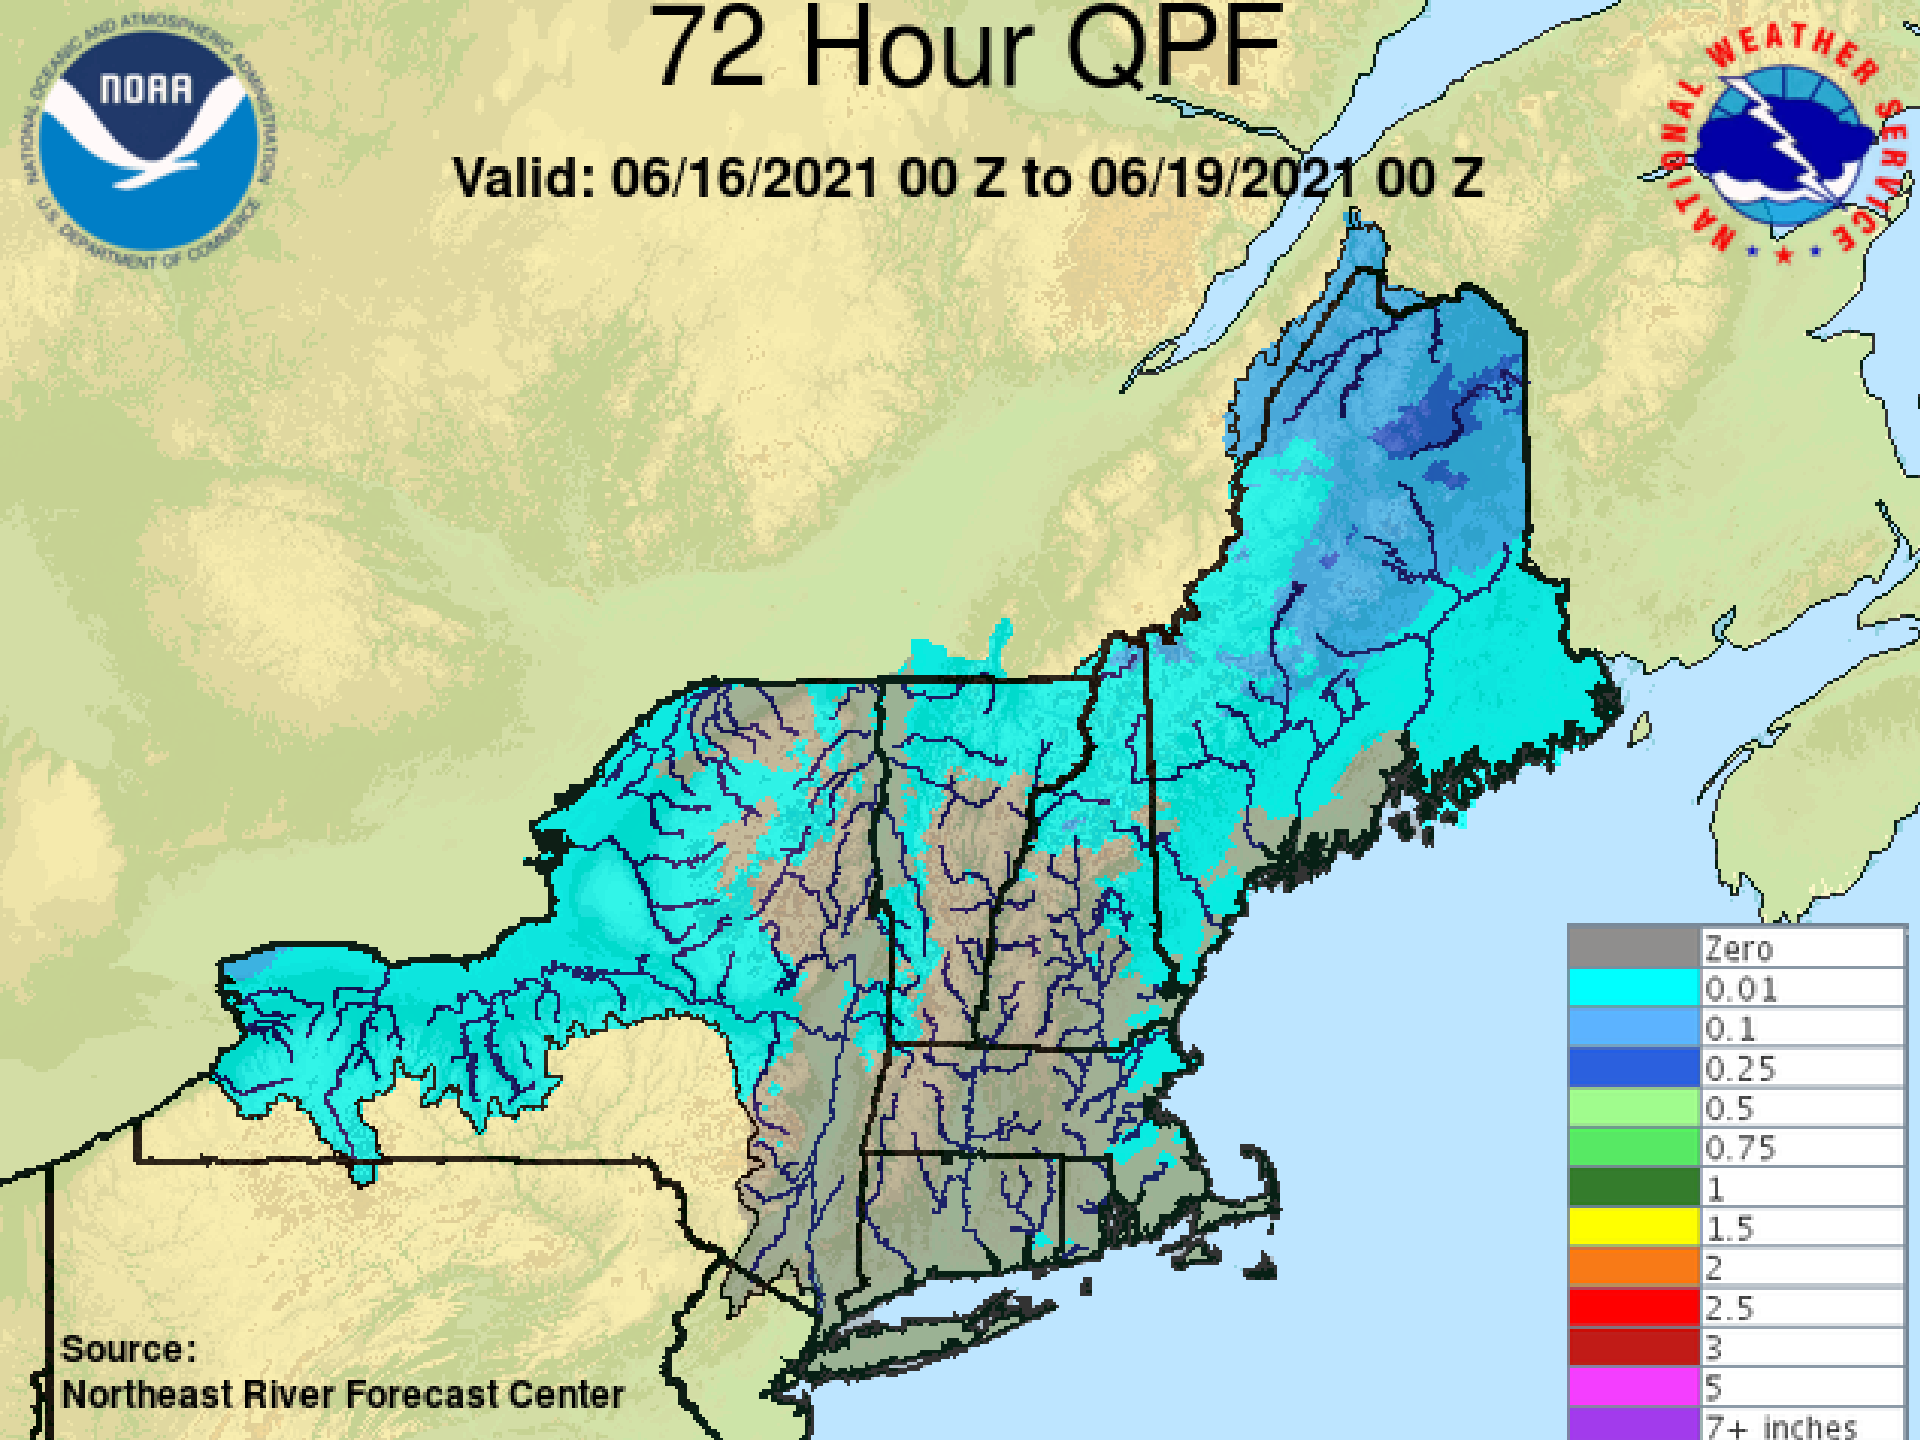 72 Hour QPF
Valid: 06/16/2021 00 Z to 06/19/2021 00 Z
NATIONAL OCEANIC AND ATMOSPHERIC ADMINISTRATION
NOAA
U.S. DEPARTMENT OF COMMERCE
NATIONAL WEATHER SERVICE
Zero
0.01
0.1
0.25
0.5
0.75
1
1.5
2
2.5
3
5
7+ inches
Source:
Northeast River Forecast Center